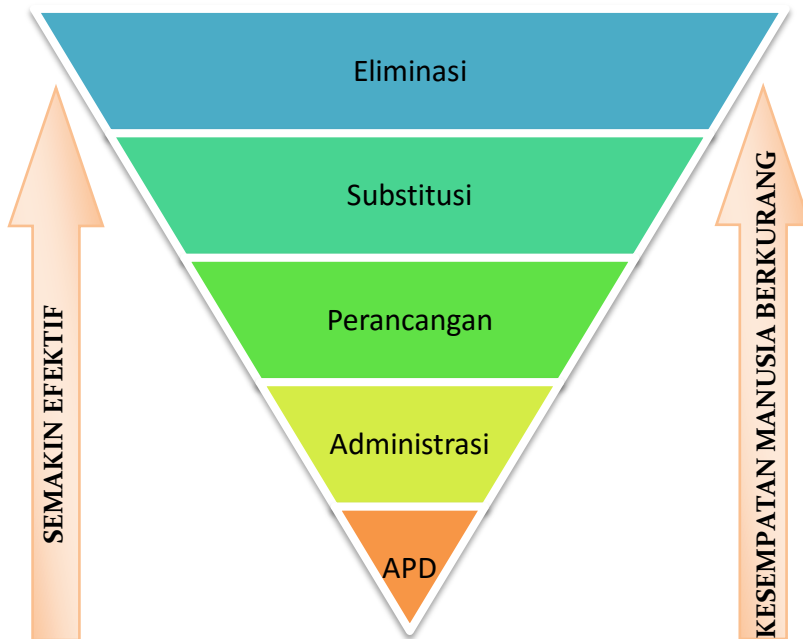 Eliminasi
Substitusi
Perancangan
Administrasi
APD
SEMAKIN EFEKTIF
KESEMPATAN MANUSIA BERKURANG